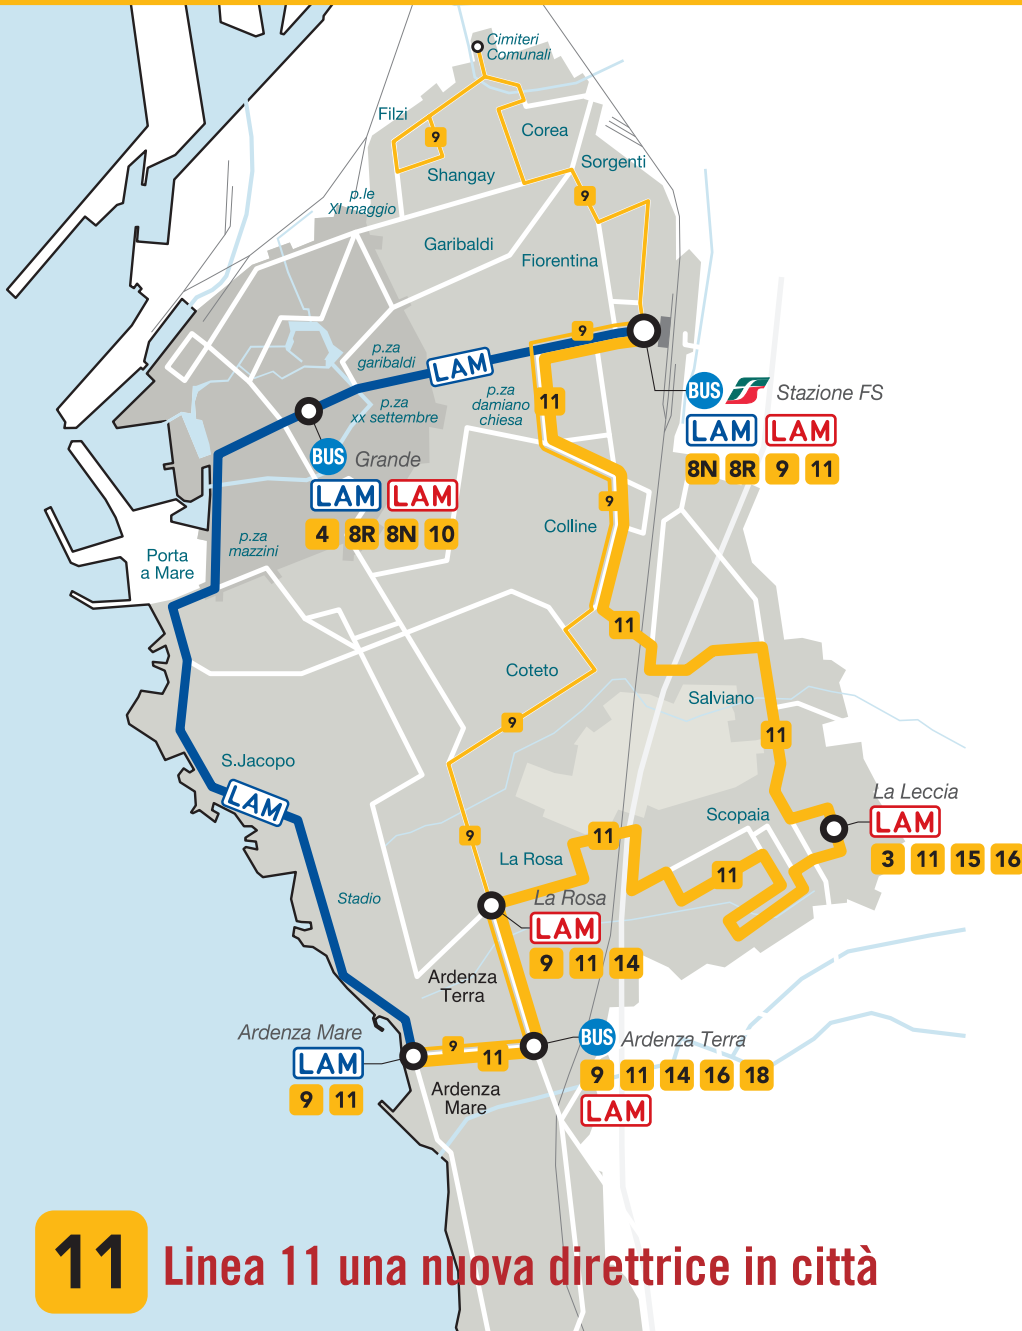 Cimiteri
Comunali
Filzi
9
Corea
Shangay
Sorgenti
p.le
XI maggio
9
Garibaldi
Fiorentina
9
p.za
garibaldi
LAM
p.za
xx settembre
p.za
damiano
chiesa
11
BUS Stazione FS
LAM LAM
8N 8R 9 11
BUS Grande
LAM LAM
4 8R 8N 10
9
Colline
p.za
mazzini
Porta
a Mare
11
Coteto
Salviano
9
11
S.Jacopo
LAM
La Leccia
LAM
3 11 15 16
Scopaia
9
11
La Rosa
11
Stadio
La Rosa
LAM
9 11 14
Ardenza
Terra
Ardenza Mare
LAM
9 11
9
11
BUS Ardenza Terra
9 11 14 16 18
LAM
Ardenza
Mare
11 Linea 11 una nuova direttrice in città